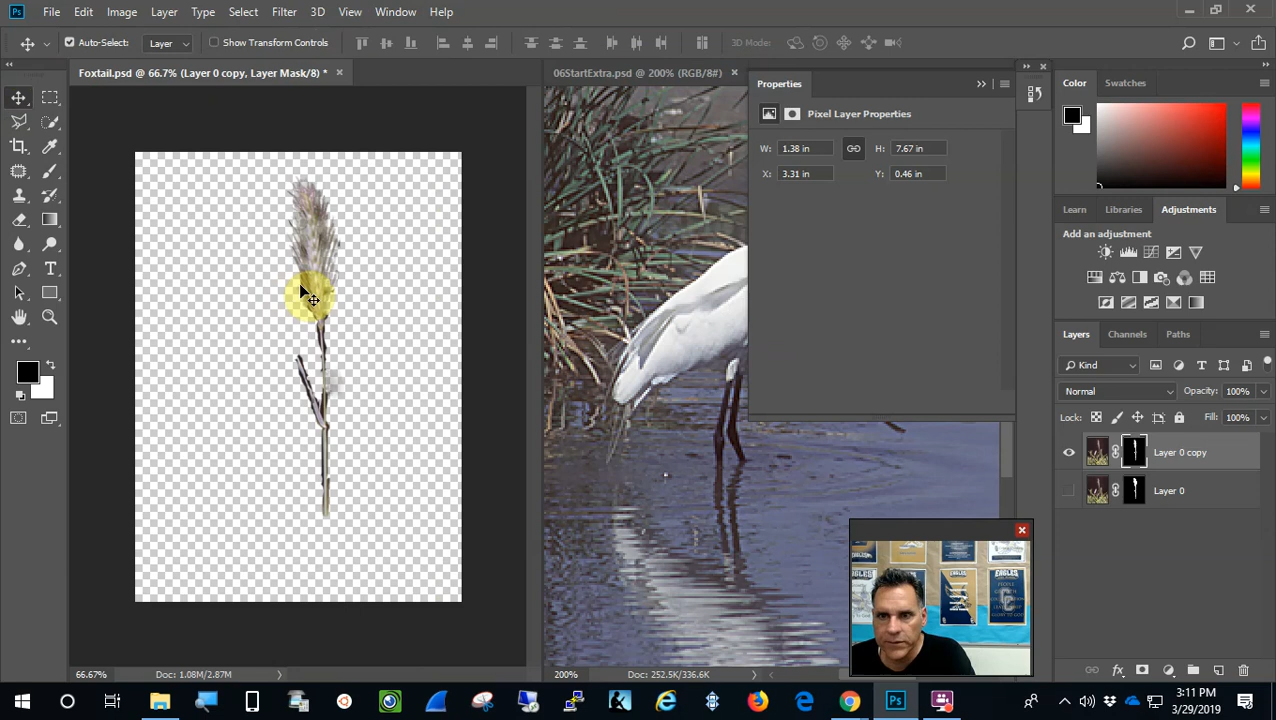 Ps File Edit Image Layer Type Select Filter 3D View Window Help
Auto-Select: Layer Show Transform Controls 3D Mode:
Foxtail.psd @ 66.7% (Layer 0 copy, Layer Mask/8) * ×
06StartExtra.psd @ 200% (RGB/8#) ×
Properties
Pixel Layer Properties
W: 1.38 in H: 7.67 in
X: 3.31 in Y: 0.46 in
Color Swatches
Learn Libraries Adjustments
Add an adjustment
Layers Channels Paths
Kind
Normal Opacity: 100%
Lock: Fill: 100%
Layer 0 copy
Layer 0
EAGLES
66.67% Doc: 1.08M/2.87M
200% Doc: 252.5K/336.6K
Ps
3:11 PM
3/29/2019